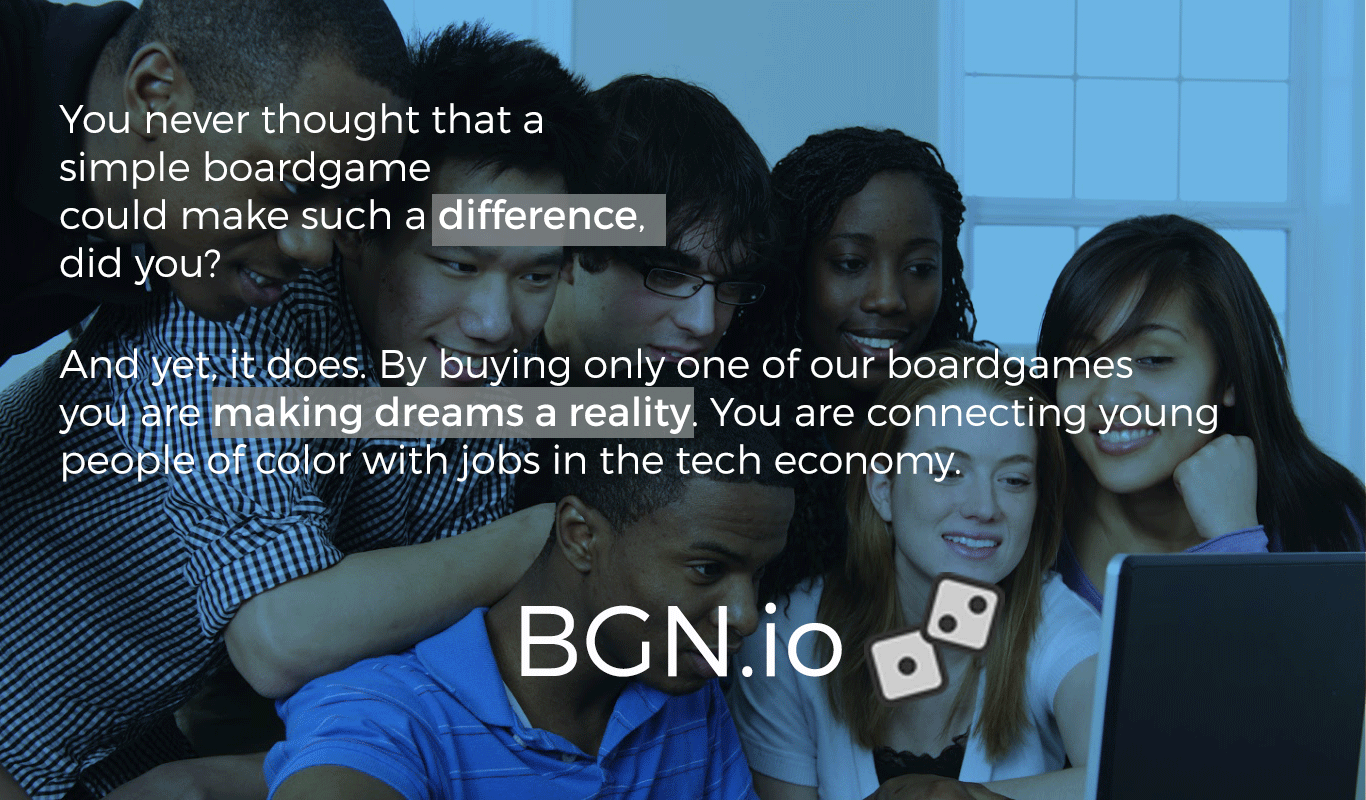 You never thought that a
simple boardgame
could make such a difference,
did you?
And yet, it does. By buying only one of our boardgames
you are making dreams a reality. You are connecting young
people of color with jobs in the tech economy.
BGN.io